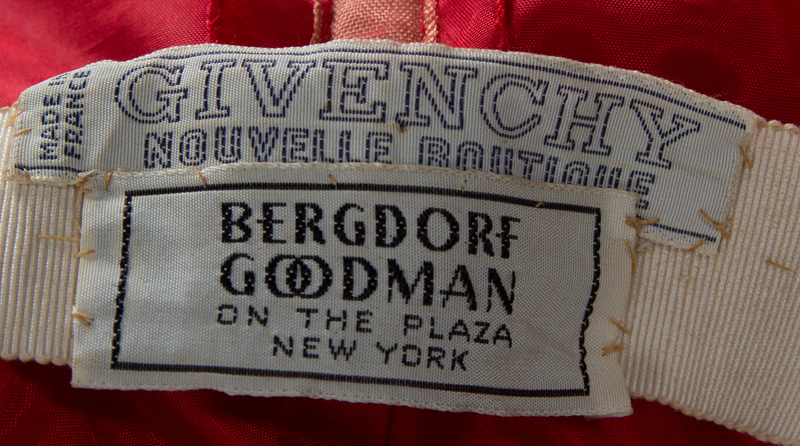 MADE IN
FRANCE
GIVENCHY
NOUVELLE BOUTIQUE
BERGDORF
GOODMAN
ON THE PLAZA
NEW YORK